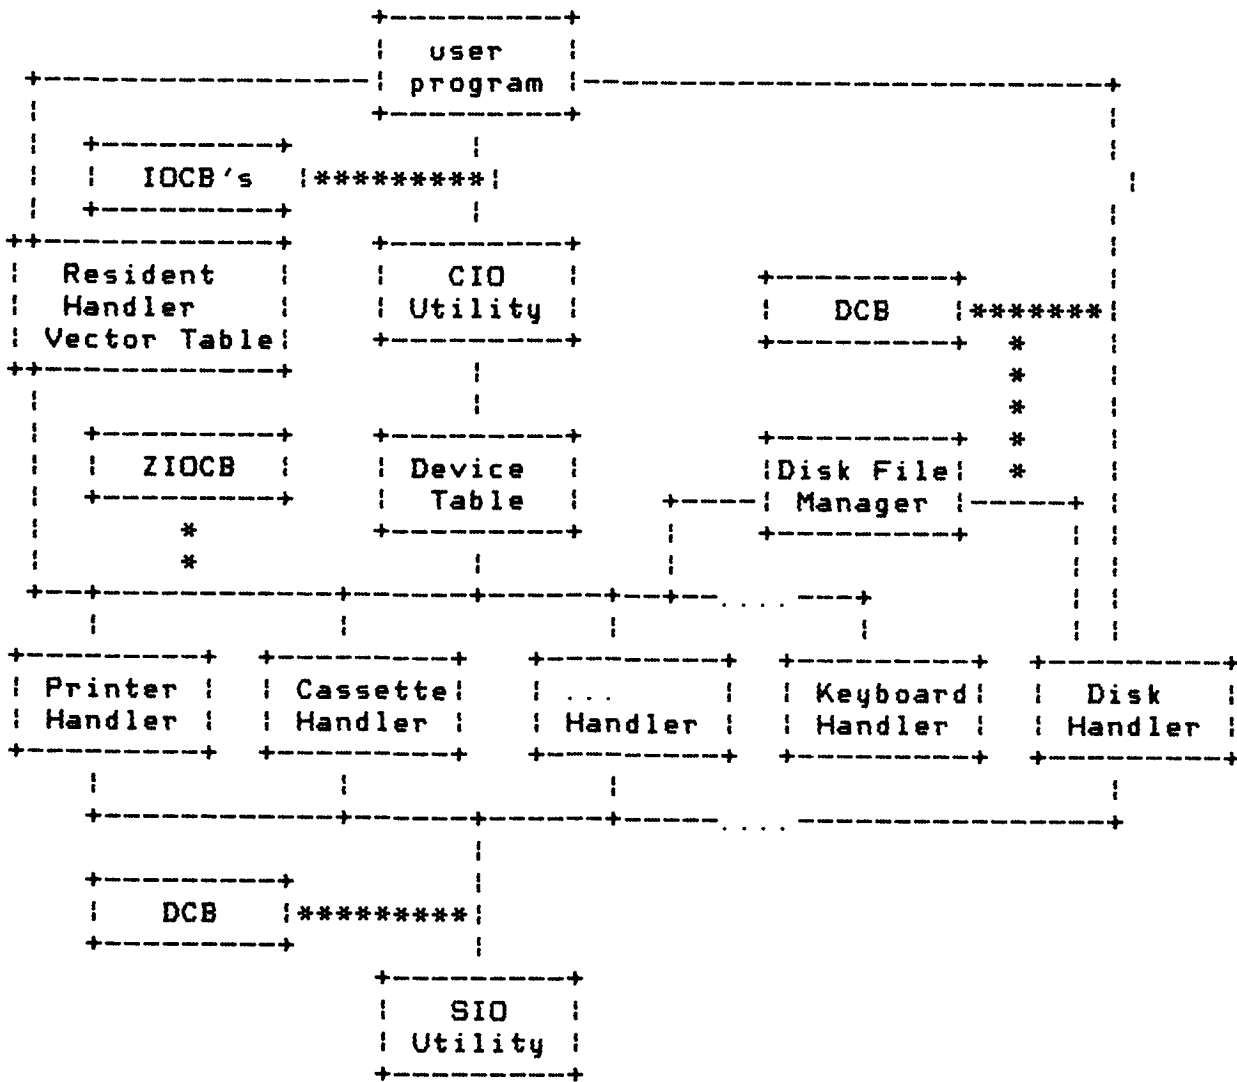 user
program
IOCB's
Resident
Handler
Vector Table
CIO
Utility
DCB
ZIOCB
Device
Table
Disk File
Manager
....
Printer
Handler
Cassette
Handler
...
Handler
Keyboard
Handler
Disk
Handler
....
DCB
SIO
Utility